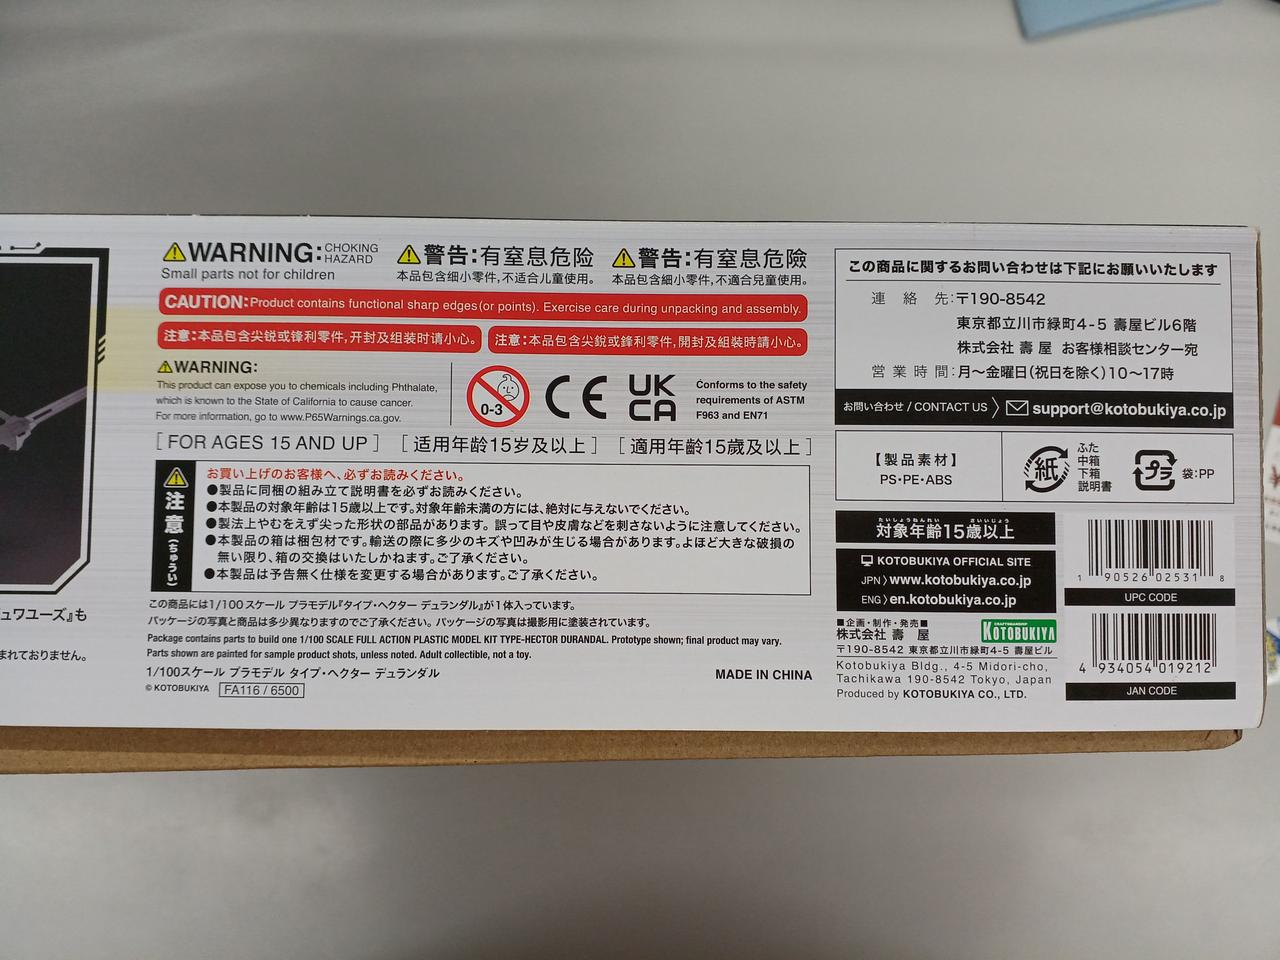 ュワユーズ』も
まれておりません。
WARNING: CHOKING HAZARD
Small parts not for children
警告:有窒息危险
本品包含细小零件,不适合儿童使用。
警告:有窒息危險
本品包含細小零件,不適合兒童使用。
CAUTION:Product contains functional sharp edges(or points). Exercise care during unpacking and assembly.
注意:本品包含尖锐或锋利零件,开封及组装时请小心。
注意:本品包含尖銳或鋒利零件,開封及組裝時請小心。
WARNING:
This product can expose you to chemicals including Phthalate,
which is known to the State of California to cause cancer.
For more information, go to www.P65Warnings.ca.gov.
0-3
CE
UK
CA
Conforms to the safety
requirements of ASTM
F963 and EN71
[ FOR AGES 15 AND UP ] [ 适用年龄15岁及以上 ] [ 適用年齡15歲及以上 ]
注意(ちゅうい)
お買い上げのお客様へ、必ずお読みください。
●製品に同梱の組み立て説明書を必ずお読みください。
●本製品の対象年齢は15歳以上です。対象年齢未満の方には、絶対に与えないでください。
●製法上やむをえず尖った形状の部品があります。誤って目や皮膚などを刺さないように注意してください。
●本製品の箱は梱包材です。輸送の際に多少のキズや凹みが生じる場合があります。よほど大きな破損の
無い限り、箱の交換はいたしかねます。ご了承ください。
●本製品は予告無く仕様を変更する場合があります。ご了承ください。
この商品には1/100スケール プラモデル『タイプ・ヘクター デュランダル』が1体入っています。
パッケージの写真と商品は多少異なりますのでご了承ください。パッケージの写真は撮影用に塗装されています。
Package contains parts to build one 1/100 SCALE FULL ACTION PLASTIC MODEL KIT TYPE-HECTOR DURANDAL. Prototype shown; final product may vary.
Parts shown are painted for sample product shots, unless noted. Adult collectible, not a toy.
1/100スケール プラモデル タイプ・ヘクター デュランダル
MADE IN CHINA
© KOTOBUKIYA FA116 / 6500
この商品に関するお問い合わせは下記にお願いいたします
連絡先:〒190-8542
東京都立川市緑町4-5 壽屋ビル6階
株式会社 壽 屋 お客様相談センター宛
営業時間:月〜金曜日(祝日を除く)10〜17時
お問い合わせ / CONTACT US support@kotobukiya.co.jp
【製品素材】
PS・PE・ABS
紙
ふた
中箱
下箱
説明書
プラ
袋:PP
たいしょうねんれい さいいじょう
対象年齢15歳以上
KOTOBUKIYA OFFICIAL SITE
JPN〉www.kotobukiya.co.jp
ENG〉en.kotobukiya.co.jp
■企画・制作・発売■
株式会社 壽 屋
CRAFTSMANSHIP
KOTOBUKIYA
〒190-8542 東京都立川市緑町4-5 壽屋ビル
Kotobukiya Bldg., 4-5 Midori-cho,
Tachikawa 190-8542 Tokyo, Japan
Produced by KOTOBUKIYA CO., LTD.
1 90526 02531 8
UPC CODE
4 934054 019212
JAN CODE